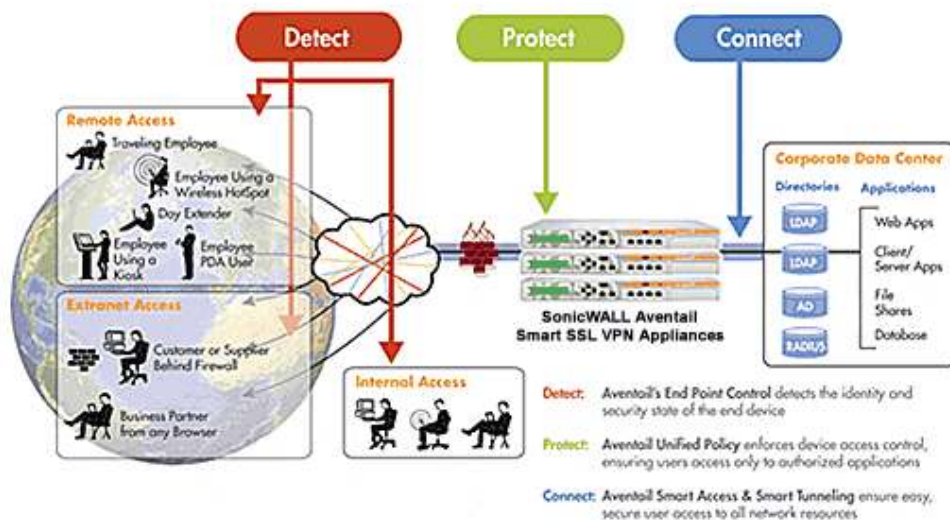 Detect
Protect
Connect
Remote Access
Traveling Employee
Employee Using a
Wireless HotSpot
Day Extender
Employee
Using a
Kiosk
Employee
PDA User
Extranet Access
Customer or Supplier
Behind Firewall
Business Partner
from any Browser
Internal Access
SonicWALL Aventail
Smart SSL VPN Appliances
Corporate Data Center
Directories
Applications
LDAP
LDAP
AD
RADIUS
Web Apps
Client/
Server Apps
File
Shares
Database
Detect: Aventail's End Point Control detects the identity and
security state of the end device
Protect: Aventail Unified Policy enforces device access control,
ensuring users access only to authorized applications
Connect: Aventail Smart Access & Smart Tunneling ensure easy,
secure user access to all network resources